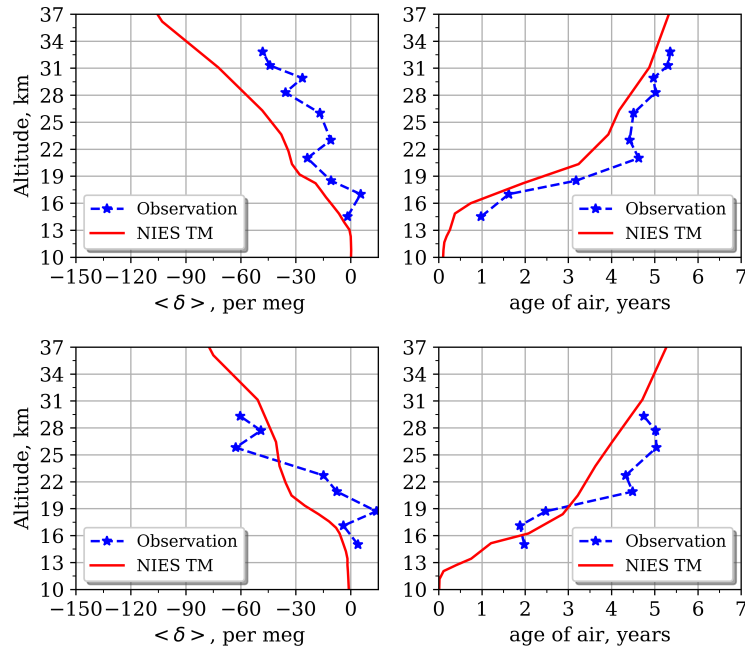 37
37
31
28
25
22
19
16
13
10
Altitude, km
Observation
NIES TM
−150 −120 −90 −60 −30 0
< δ > , per meg
37
37
31
28
25
22
19
16
13
10
Observation
NIES TM
0 1 2 3 4 5 6 7
age of air, years
37
37
31
28
25
22
19
16
13
10
Altitude, km
Observation
NIES TM
−150 −120 −90 −60 −30 0
< δ > , per meg
37
37
31
28
25
22
19
16
13
10
Observation
NIES TM
0 1 2 3 4 5 6 7
age of air, years